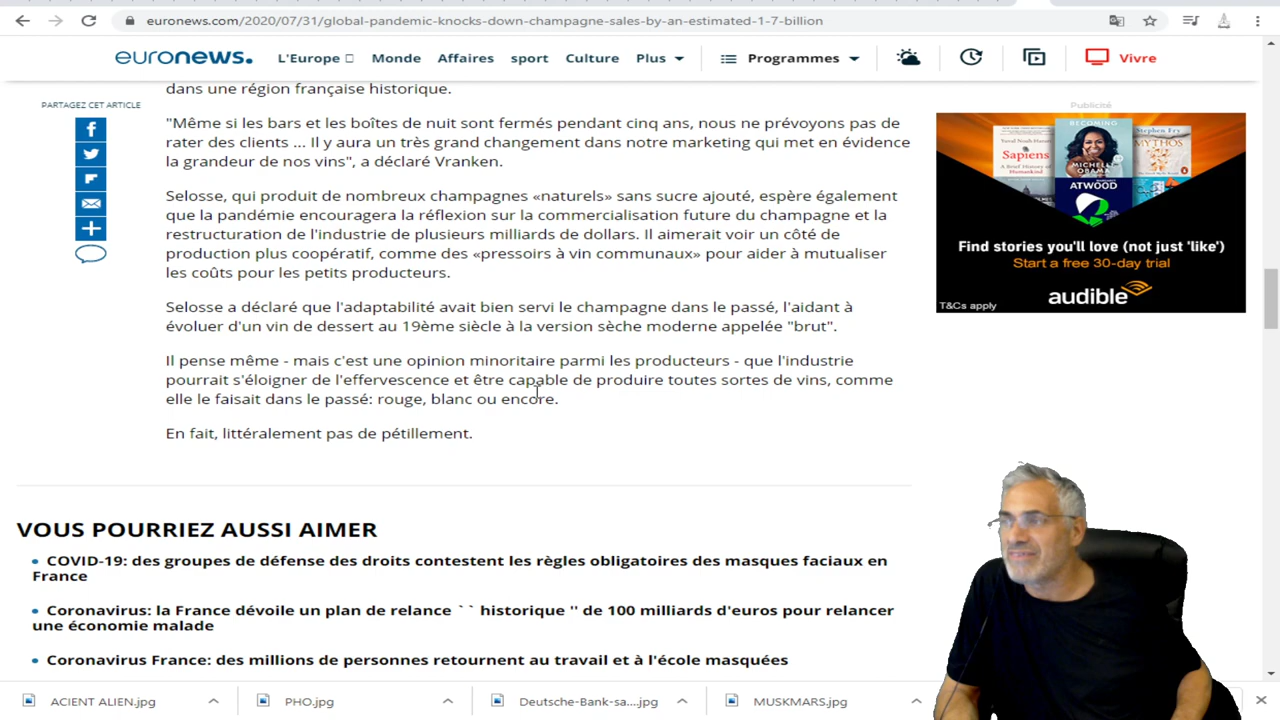 euronews.com/2020/07/31/global-pandemic-knocks-down-champagne-sales-by-an-estimated-1-7-billion
euronews.
L'Europe
Monde
Affaires
sport
Culture
Plus
Programmes
Vivre
PARTAGEZ CET ARTICLE
dans une région française historique.
"Même si les bars et les boîtes de nuit sont fermés pendant cinq ans, nous ne prévoyons pas de
rater des clients ... Il y aura un très grand changement dans notre marketing qui met en évidence
la grandeur de nos vins", a déclaré Vranken.
Selosse, qui produit de nombreux champagnes «naturels» sans sucre ajouté, espère également
que la pandémie encouragera la réflexion sur la commercialisation future du champagne et la
restructuration de l'industrie de plusieurs milliards de dollars. Il aimerait voir un côté de
production plus coopératif, comme des «pressoirs à vin communaux» pour aider à mutualiser
les coûts pour les petits producteurs.
Selosse a déclaré que l'adaptabilité avait bien servi le champagne dans le passé, l'aidant à
évoluer d'un vin de dessert au 19ème siècle à la version sèche moderne appelée "brut".
Il pense même - mais c'est une opinion minoritaire parmi les producteurs - que l'industrie
pourrait s'éloigner de l'effervescence et être capable de produire toutes sortes de vins, comme
elle le faisait dans le passé: rouge, blanc ou encore.
En fait, littéralement pas de pétillement.
Publicité
BECOMING
Stephen Fry
Sapiens
MICHELLE
OBAMA
MYTHOS
ATWOOD
Find stories you'll love (not just 'like')
Start a free 30-day trial
audible
T&Cs apply
VOUS POURRIEZ AUSSI AIMER
COVID-19: des groupes de défense des droits contestent les règles obligatoires des masques faciaux en
France
Coronavirus: la France dévoile un plan de relance ` ` historique '' de 100 milliards d'euros pour relancer
une économie malade
Coronavirus France: des millions de personnes retournent au travail et à l'école masquées
ACIENT ALIEN.jpg
PHO.jpg
Deutsche-Bank-sa....jpg
MUSKMARS.jpg